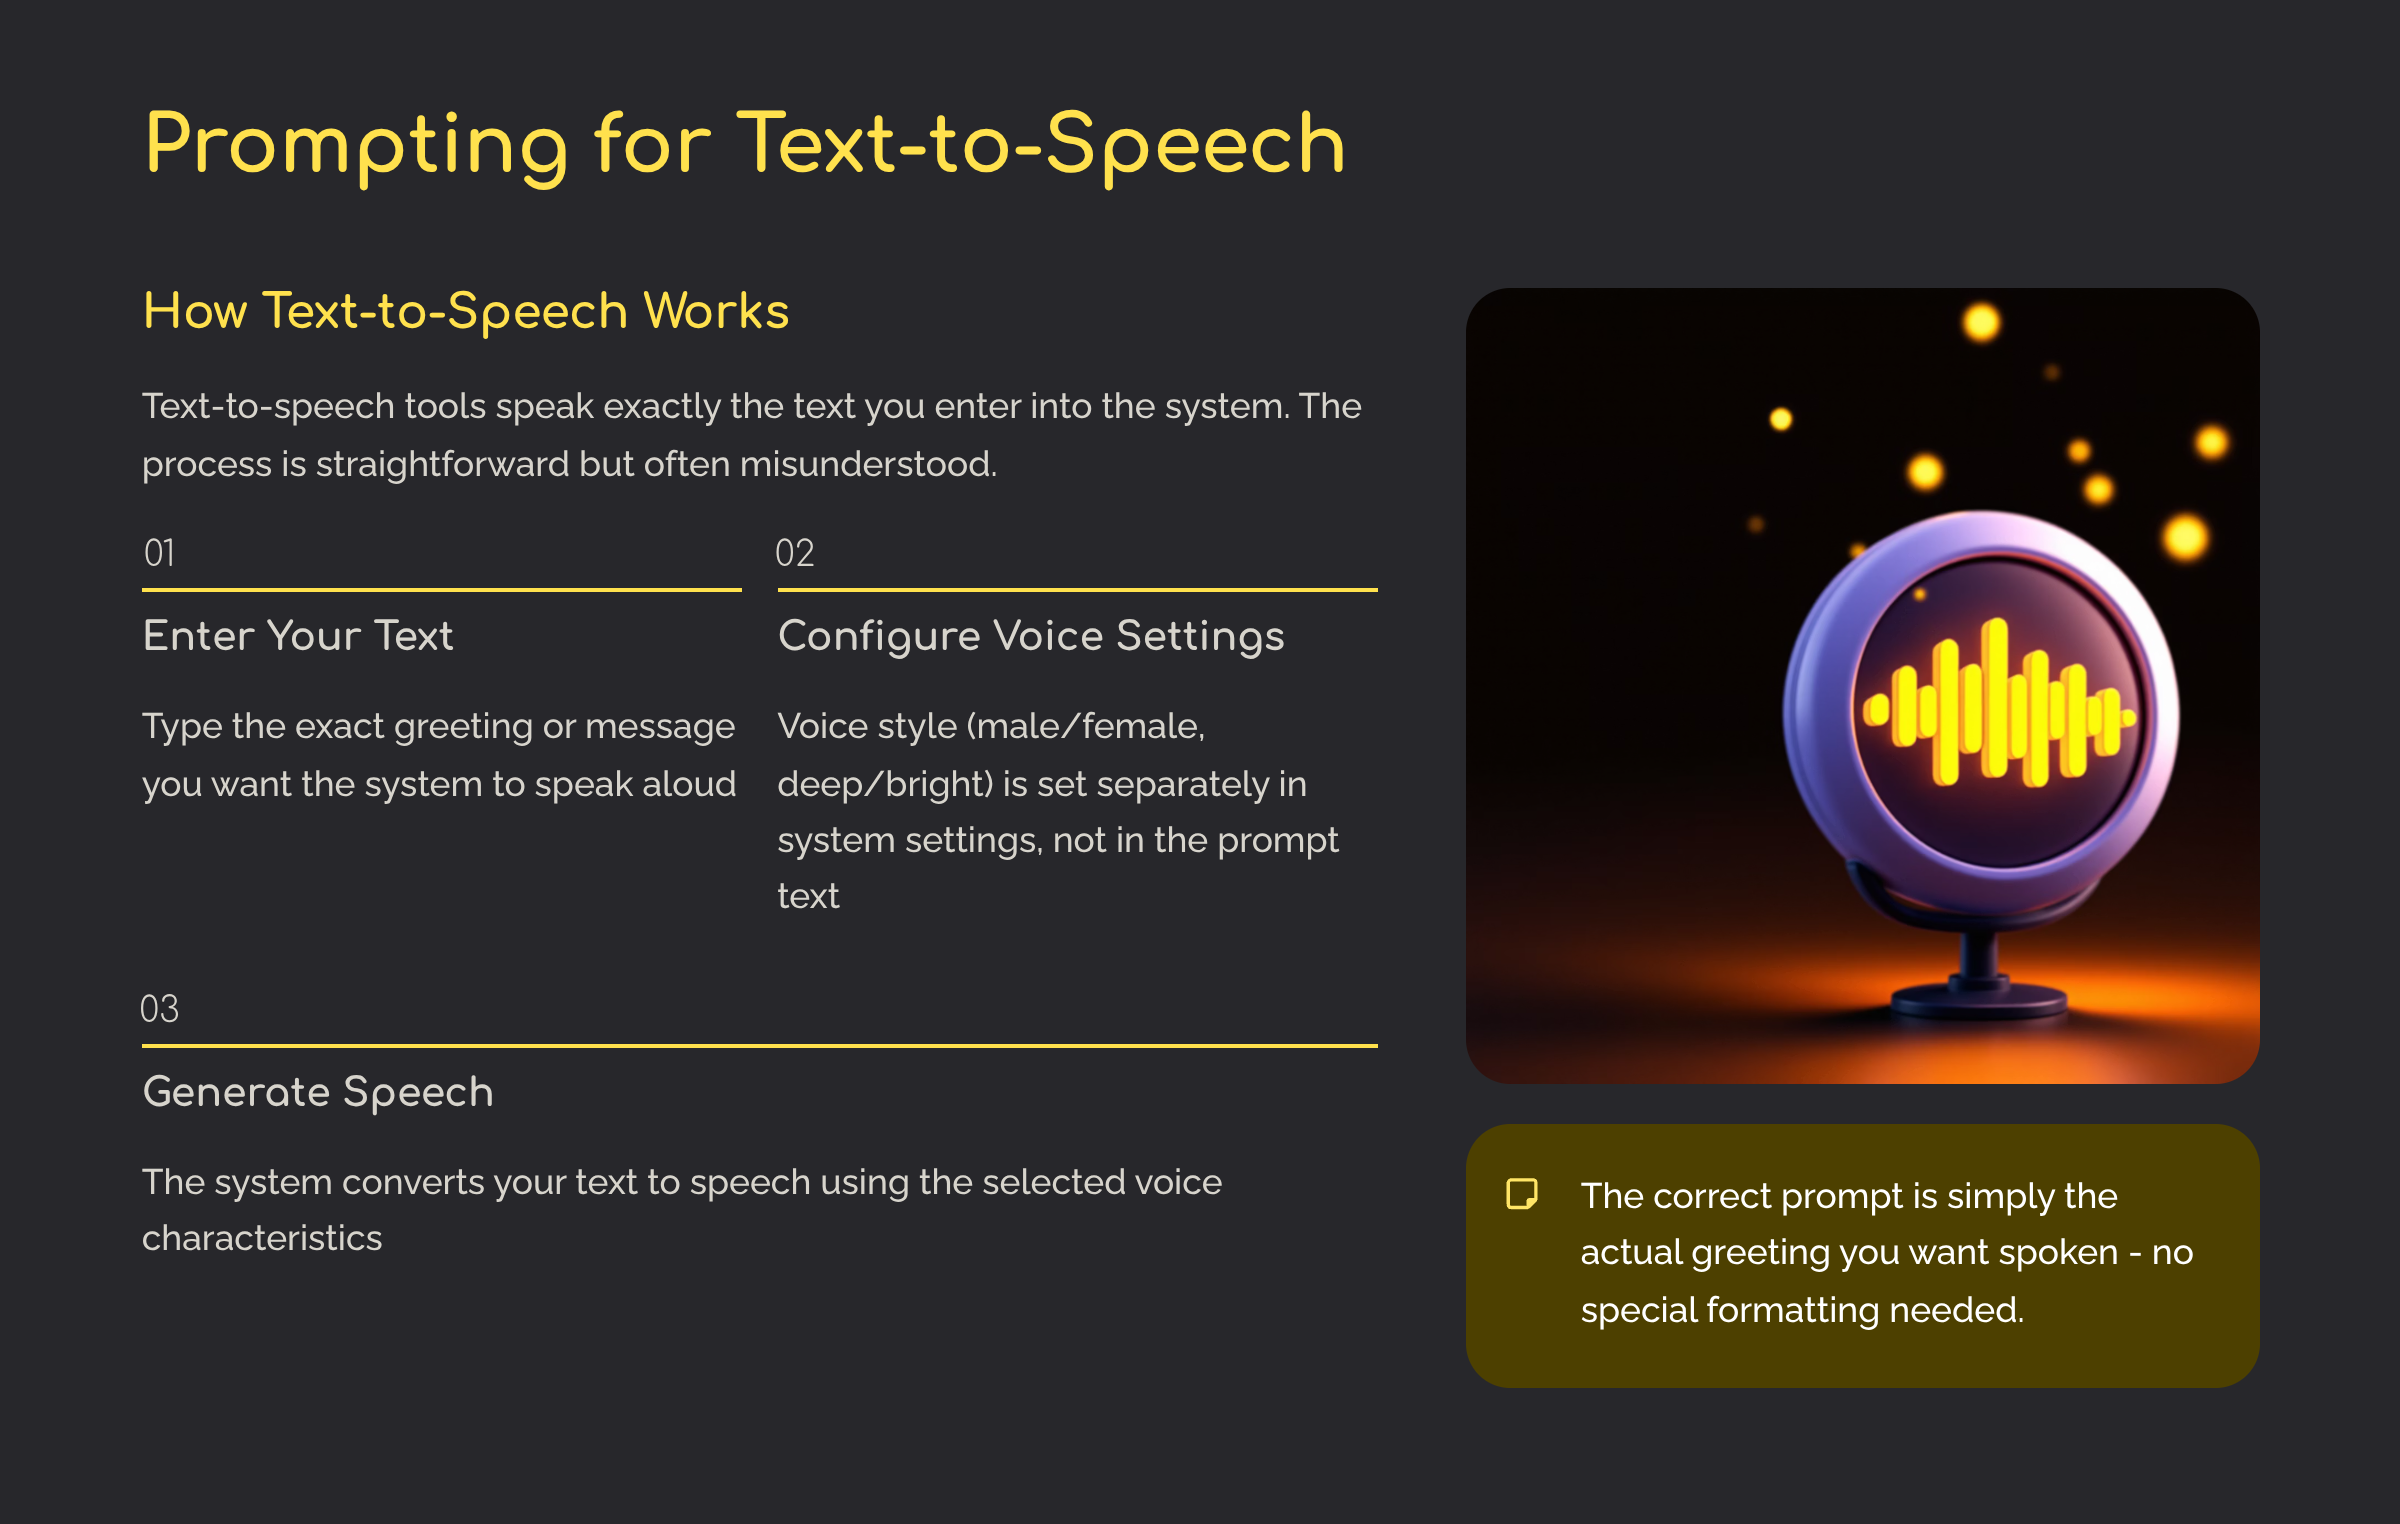 Prompting for Text-to-Speech
How Text-to-Speech Works
Text-to-speech tools speak exactly the text you enter into the system. The
process is straightforward but often misunderstood.
01
Enter Your Text
Type the exact greeting or message
you want the system to speak aloud
02
Configure Voice Settings
Voice style (male/female,
deep/bright) is set separately in
system settings, not in the prompt
text
03
Generate Speech
The system converts your text to speech using the selected voice
characteristics
The correct prompt is simply the
actual greeting you want spoken - no
special formatting needed.